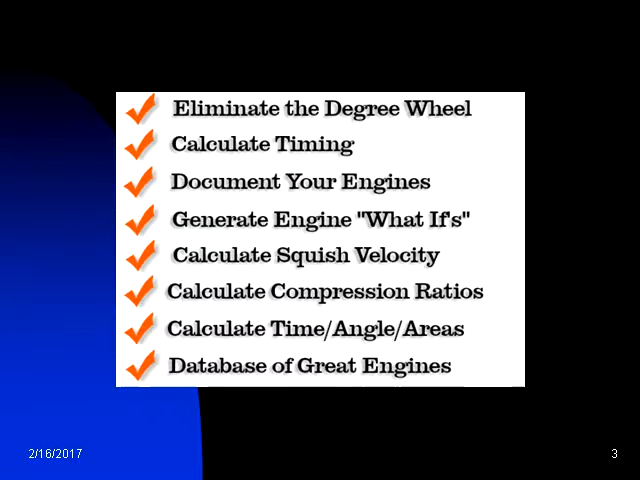 Eliminate the Degree Wheel
Calculate Timing
Document Your Engines
Generate Engine "What If's"
Calculate Squish Velocity
Calculate Compression Ratios
Calculate Time/Angle/Areas
Database of Great Engines
2/16/2017
3